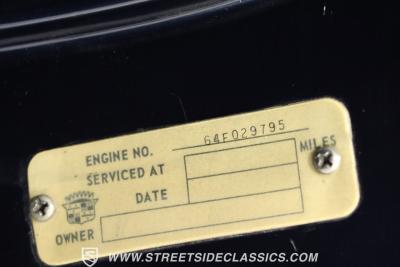 ENGINE NO. 64F029795
SERVICED AT MILES
DATE
OWNER
WWW.STREETSIDECLASSICS.COM